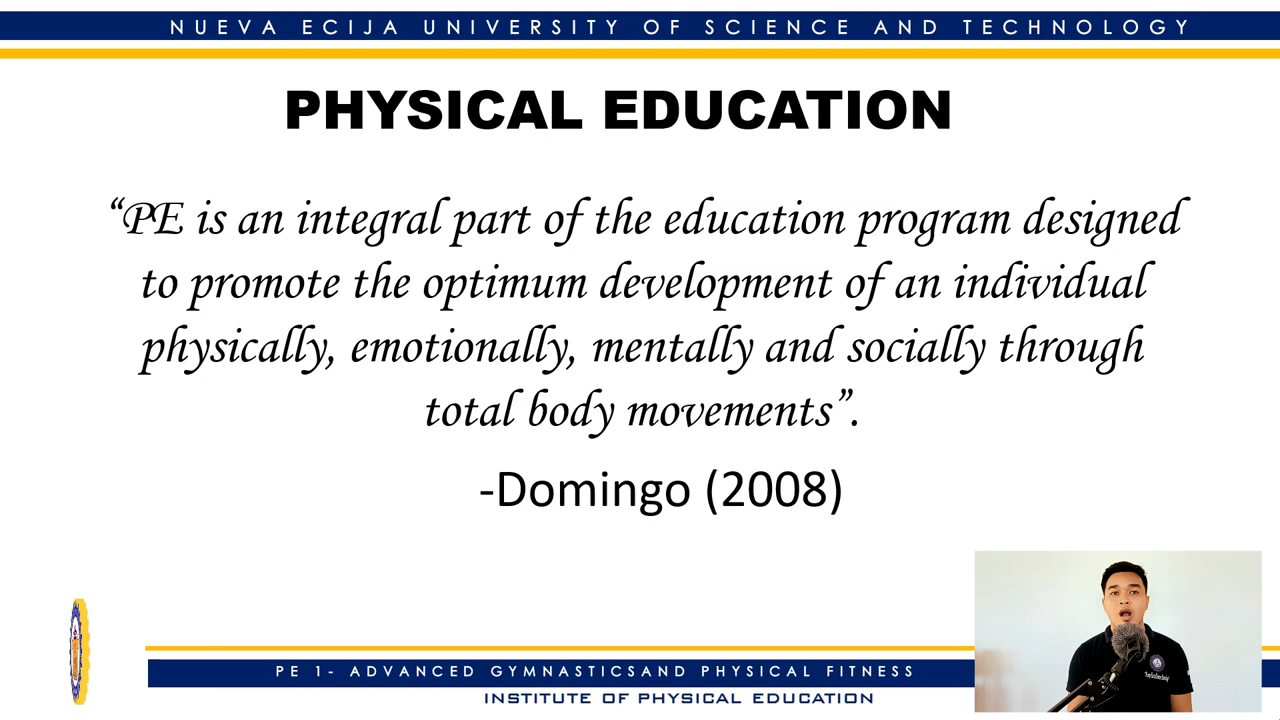 NUEVA ECIJA UNIVERSITY OF SCIENCE AND TECHNOLOGY
PHYSICAL EDUCATION
“PE is an integral part of the education program designed
to promote the optimum development of an individual
physically, emotionally, mentally and socially through
total body movements”.
-Domingo (2008)
PE 1- ADVANCED GYMNASTICSAND PHYSICAL FITNESS
INSTITUTE OF PHYSICAL EDUCATION